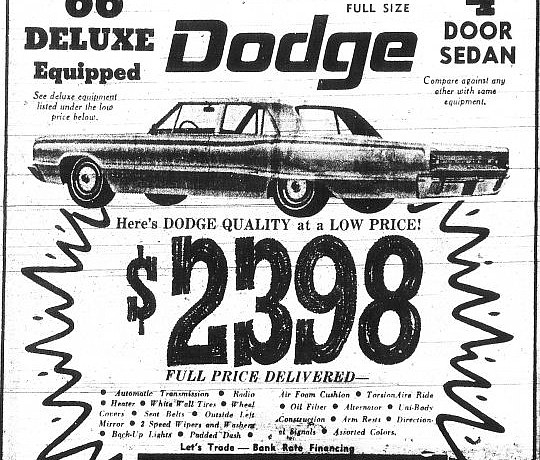 66
DELUXE
Equipped
See deluxe equipment
listed under the low
price below.
FULL SIZE
Dodge
4
DOOR
SEDAN
Compare against any
other with same
equipment.
Here's DODGE QUALITY at a LOW PRICE!
$2398
FULL PRICE DELIVERED
• Automatic Transmission • Radio
• Heater • White Wall Tires • Wheel
Covers • Seat Belts • Outside Left
Mirror • 2 Speed Wipers and Washers
• Back-Up Lights • Padded Dash •
Air Foam Cushion • TorsionAire Ride
• Oil Filter • Alternator • Uni-Body
Construction • Arm Rests • Direction-
al Signals • Assorted Colors.
Let's Trade — Bank Rate Financing